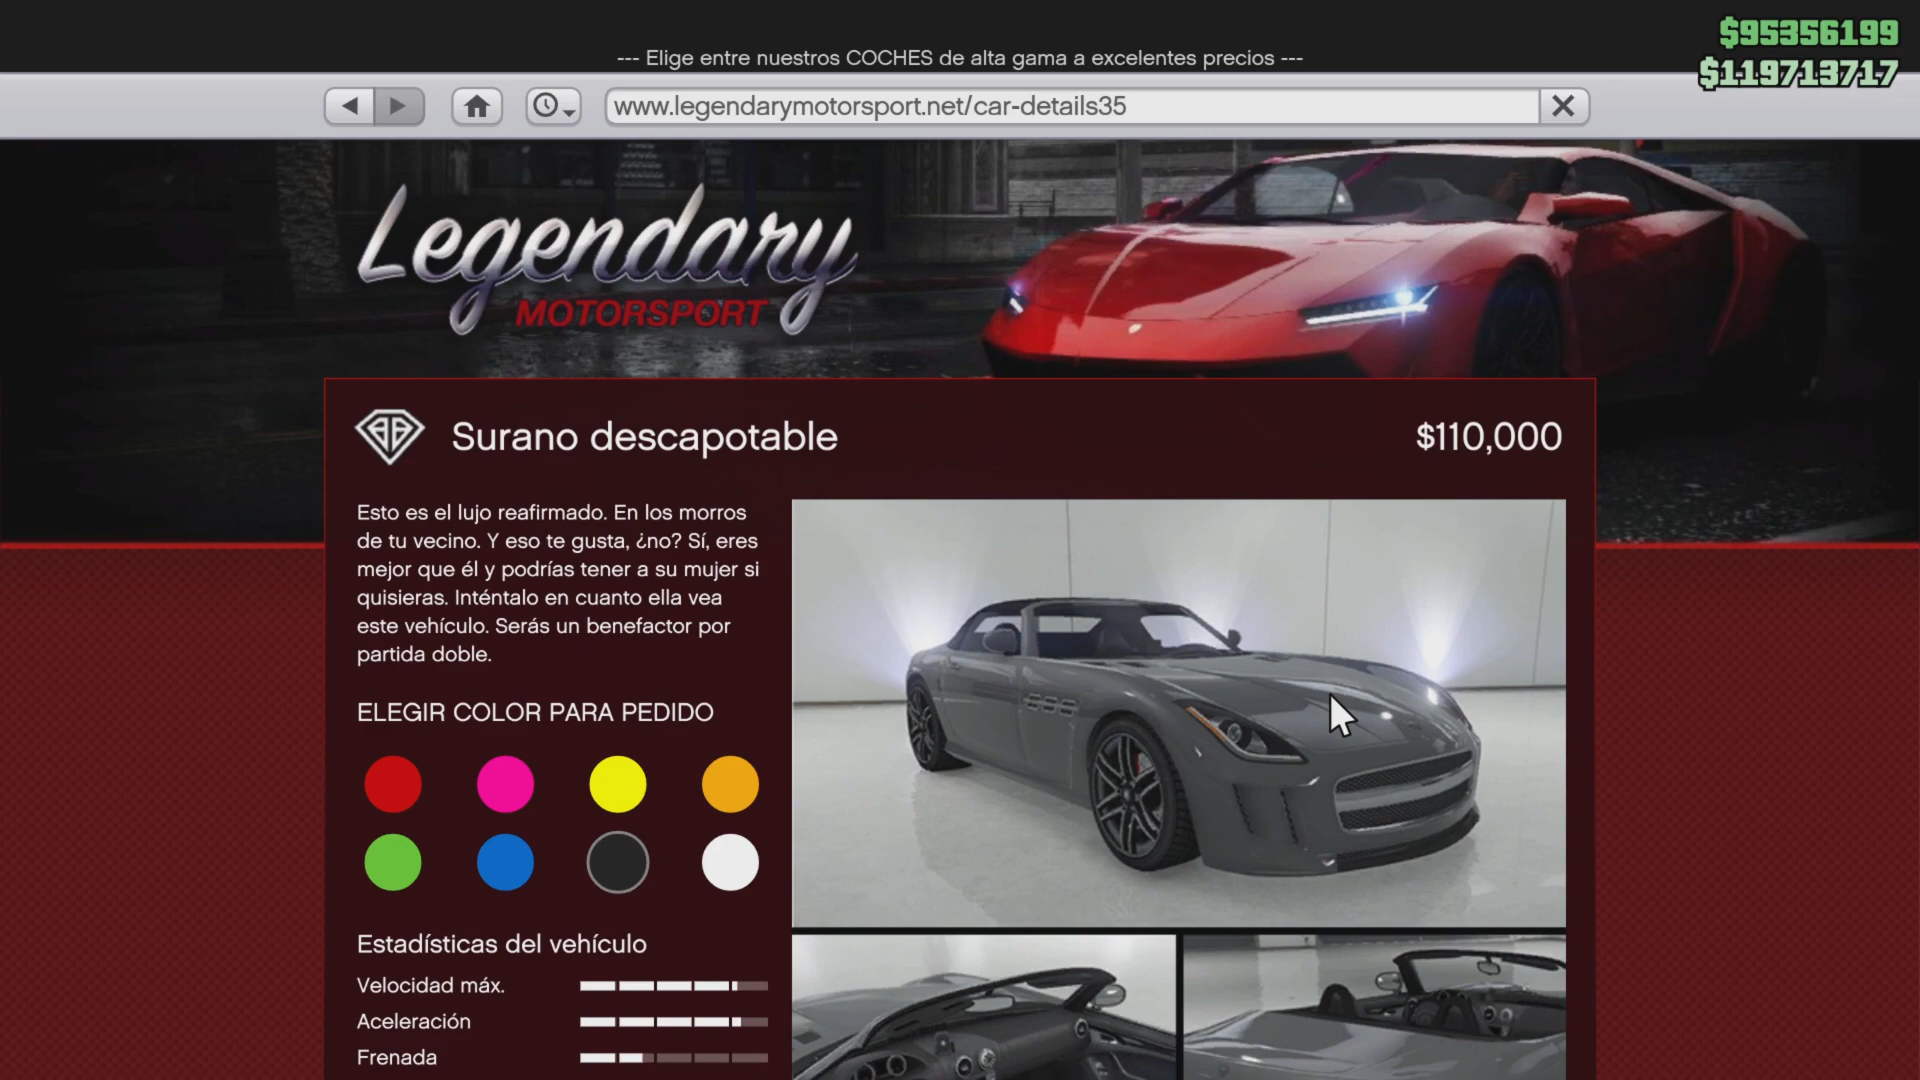 $95356199
--- Elige entre nuestros COCHES de alta gama a excelentes precios ---
$119713717
www.legendarymotorsport.net/car-details35
Legendary
MOTORSPORT
Surano descapotable
$110,000
Esto es el lujo reafirmado. En los morros
de tu vecino. Y eso te gusta, ¿no? Sí, eres
mejor que él y podrías tener a su mujer si
quisieras. Inténtalo en cuanto ella vea
este vehículo. Serás un benefactor por
partida doble.
ELEGIR COLOR PARA PEDIDO
Estadísticas del vehículo
Velocidad máx.
Aceleración
Frenada